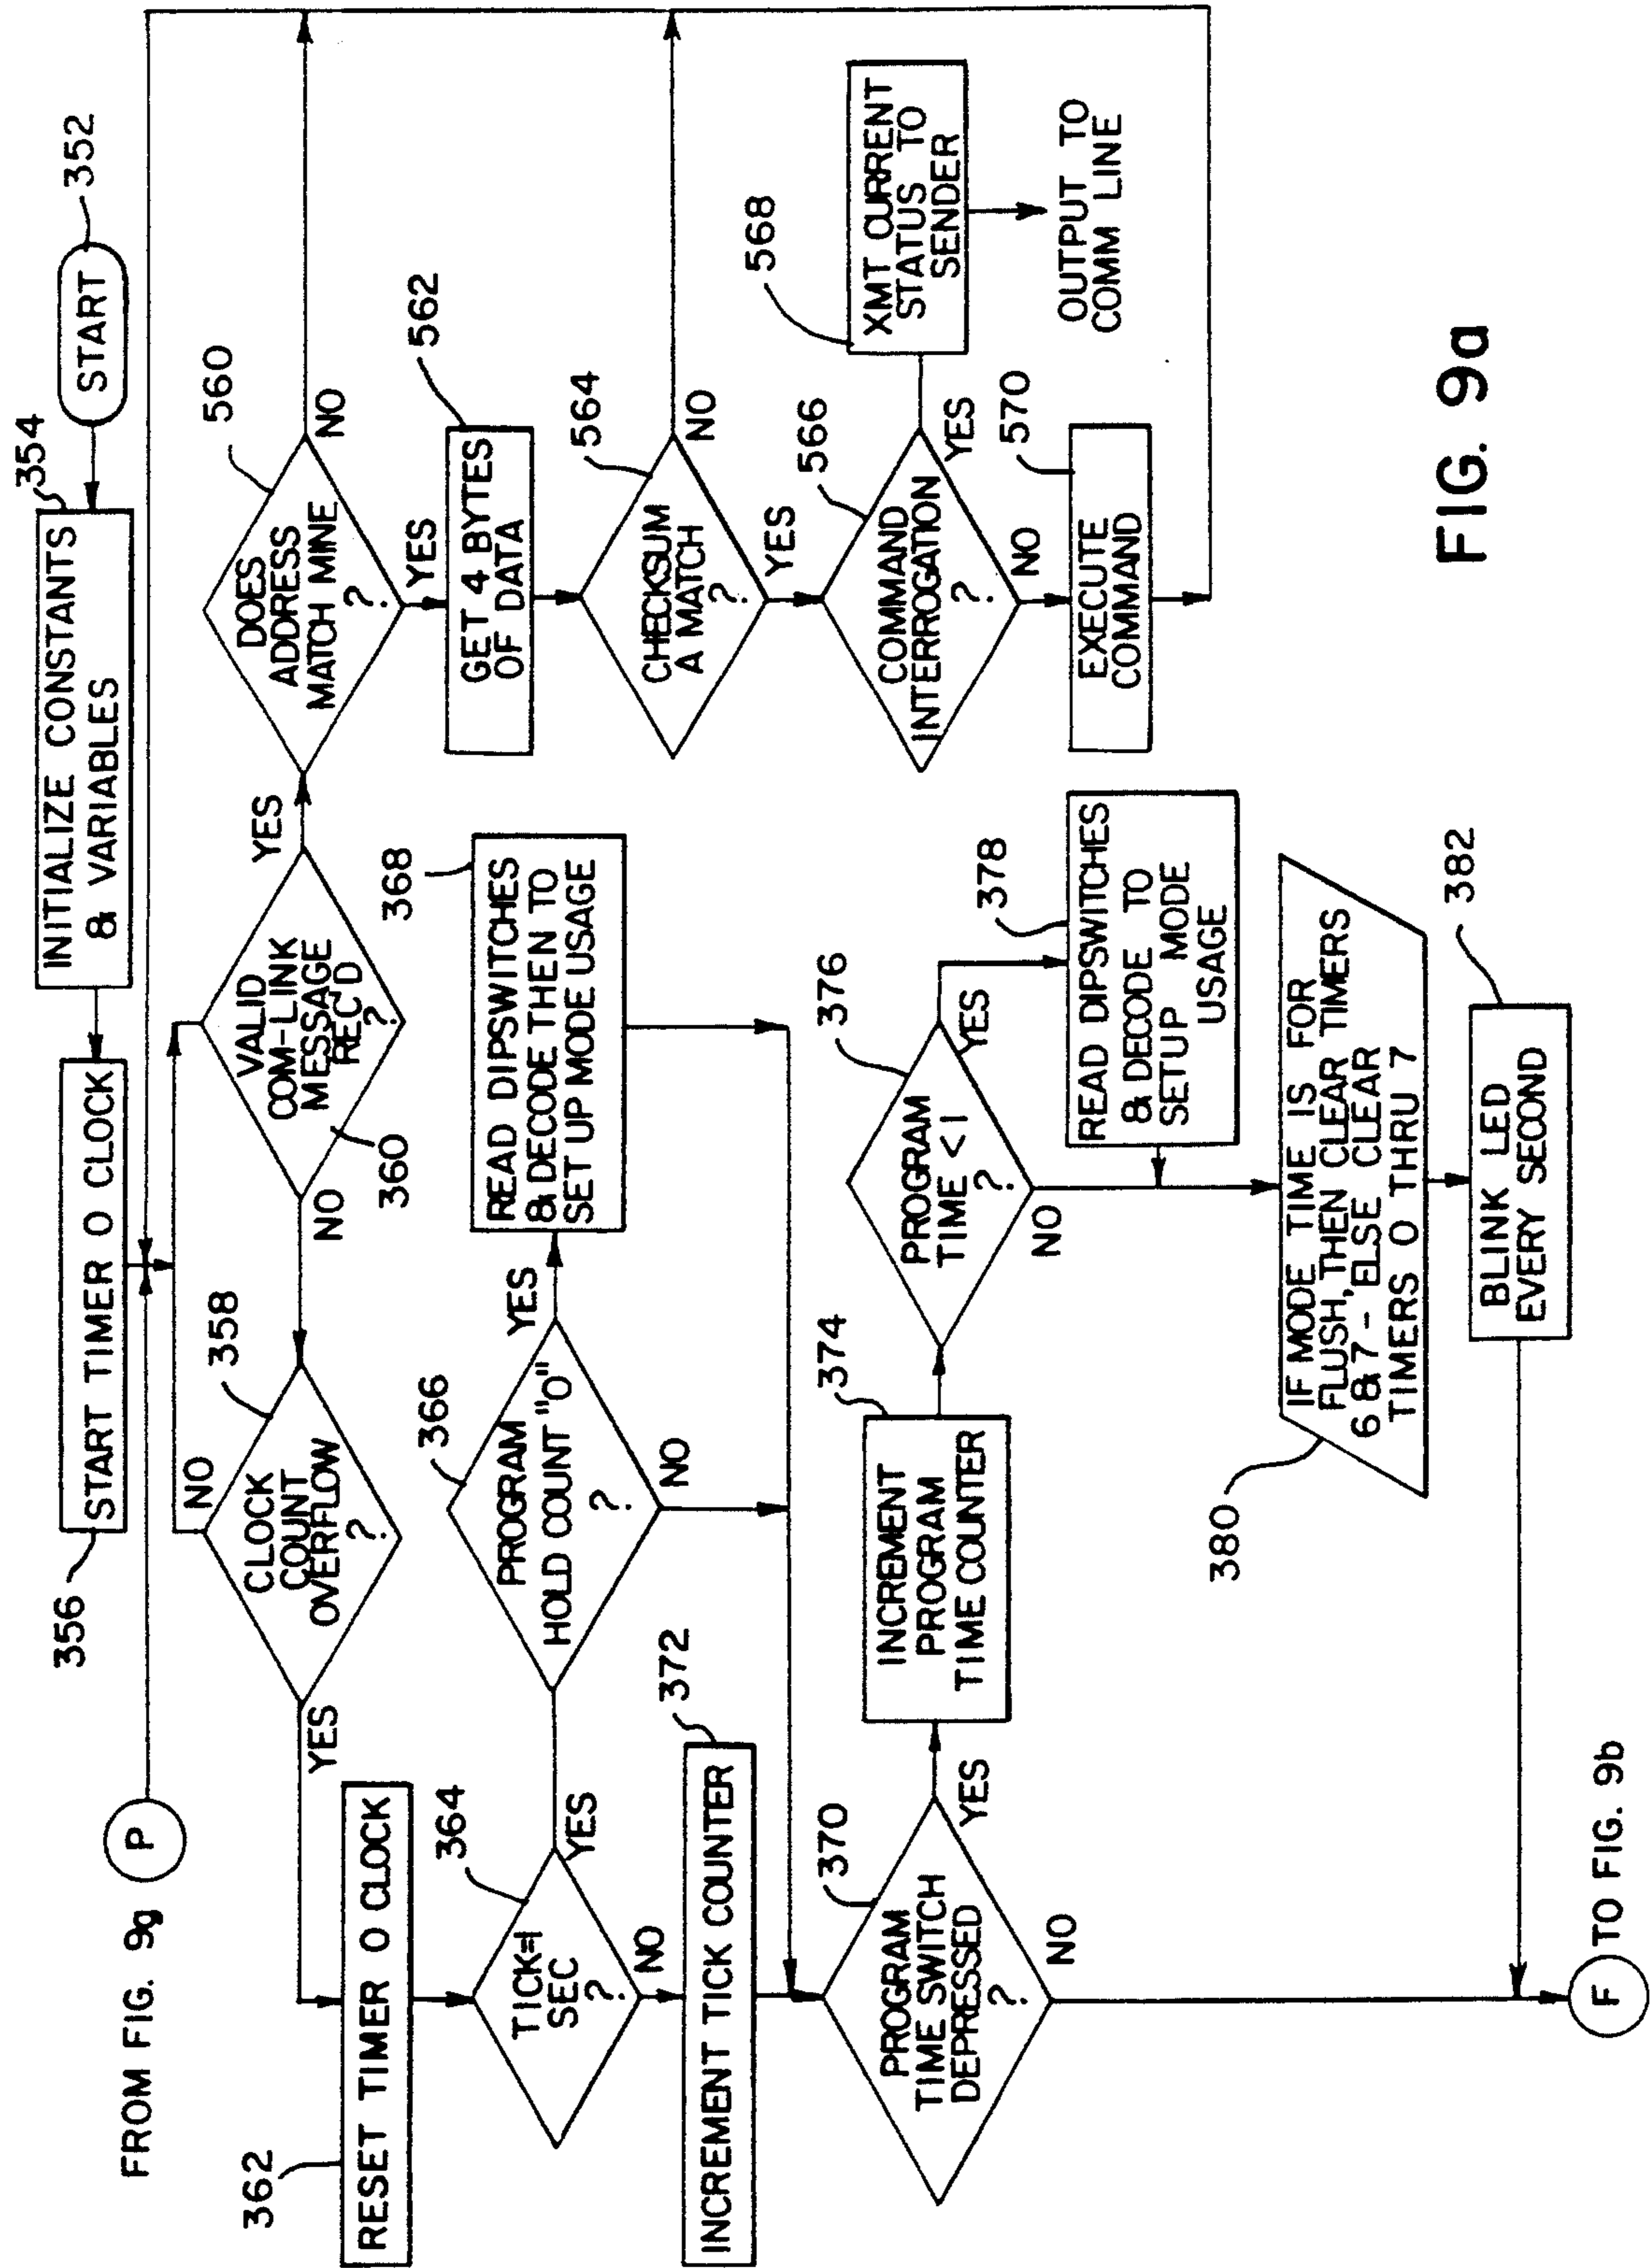 FROM FIG. 9g
P
356
START TIMER 0 CLOCK
354
INITIALIZE CONSTANTS
& VARIABLES
START
352
362
RESET TIMER 0 CLOCK
YES
CLOCK
COUNT
OVERFLOW
?
NO
358
NO
VALID
COM-LINK
MESSAGE
REC'D
?
360
YES
DOES
ADDRESS
MATCH MINE
?
560
NO
YES
364
TICK=1
SEC
?
YES
NO
366
PROGRAM
HOLD COUNT "0"
?
YES
NO
368
READ DIPSWITCHES
& DECODE THEN TO
SET UP MODE USAGE
GET 4 BYTES
OF DATA
562
372
INCREMENT TICK COUNTER
CHECKSUM
A MATCH
?
564
NO
YES
370
PROGRAM
TIME SWITCH
DEPRESSED
?
YES
NO
374
INCREMENT
PROGRAM
TIME COUNTER
376
PROGRAM
TIME <1
?
YES
NO
378
READ DIPSWITCHES
& DECODE TO
SETUP MODE
USAGE
COMMAND
INTERROGATION
?
566
YES
NO
568
XMT CURRENT
STATUS TO
SENDER
OUTPUT TO
COMM LINE
570
EXECUTE
COMMAND
380
IF MODE TIME IS FOR
FLUSH, THEN CLEAR TIMERS
6 & 7 - ELSE CLEAR
TIMERS 0 THRU 7
382
BLINK LED
EVERY SECOND
F
TO FIG. 9b
FIG. 9a